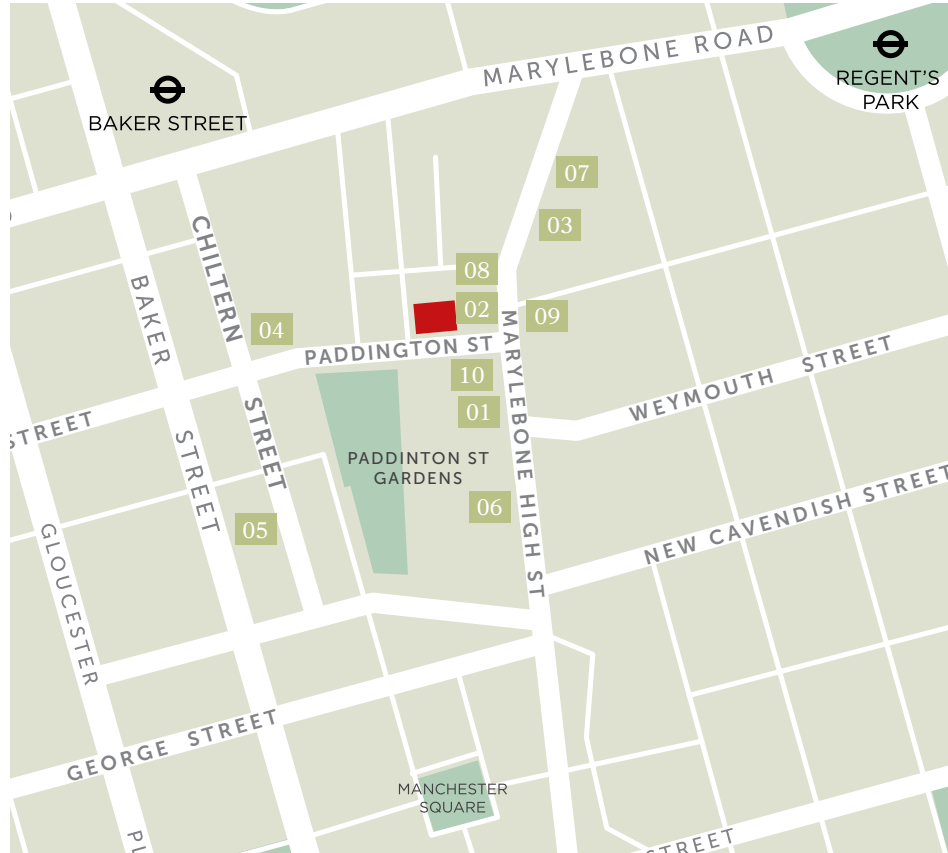 MARYLEBONE ROAD
REGENT'S
PARK
BAKER STREET
07
03
CHILTERN
STREET
08
BAKER
STREET
02
09
04
PADDINGTON ST
MARYLEBONE HIGH ST
WEYMOUTH STREET
10
01
STREET
PADDINTON ST
GARDENS
06
NEW CAVENDISH STREET
05
GLOUCESTER
PL
GEORGE STREET
MANCHESTER
SQUARE
STREET